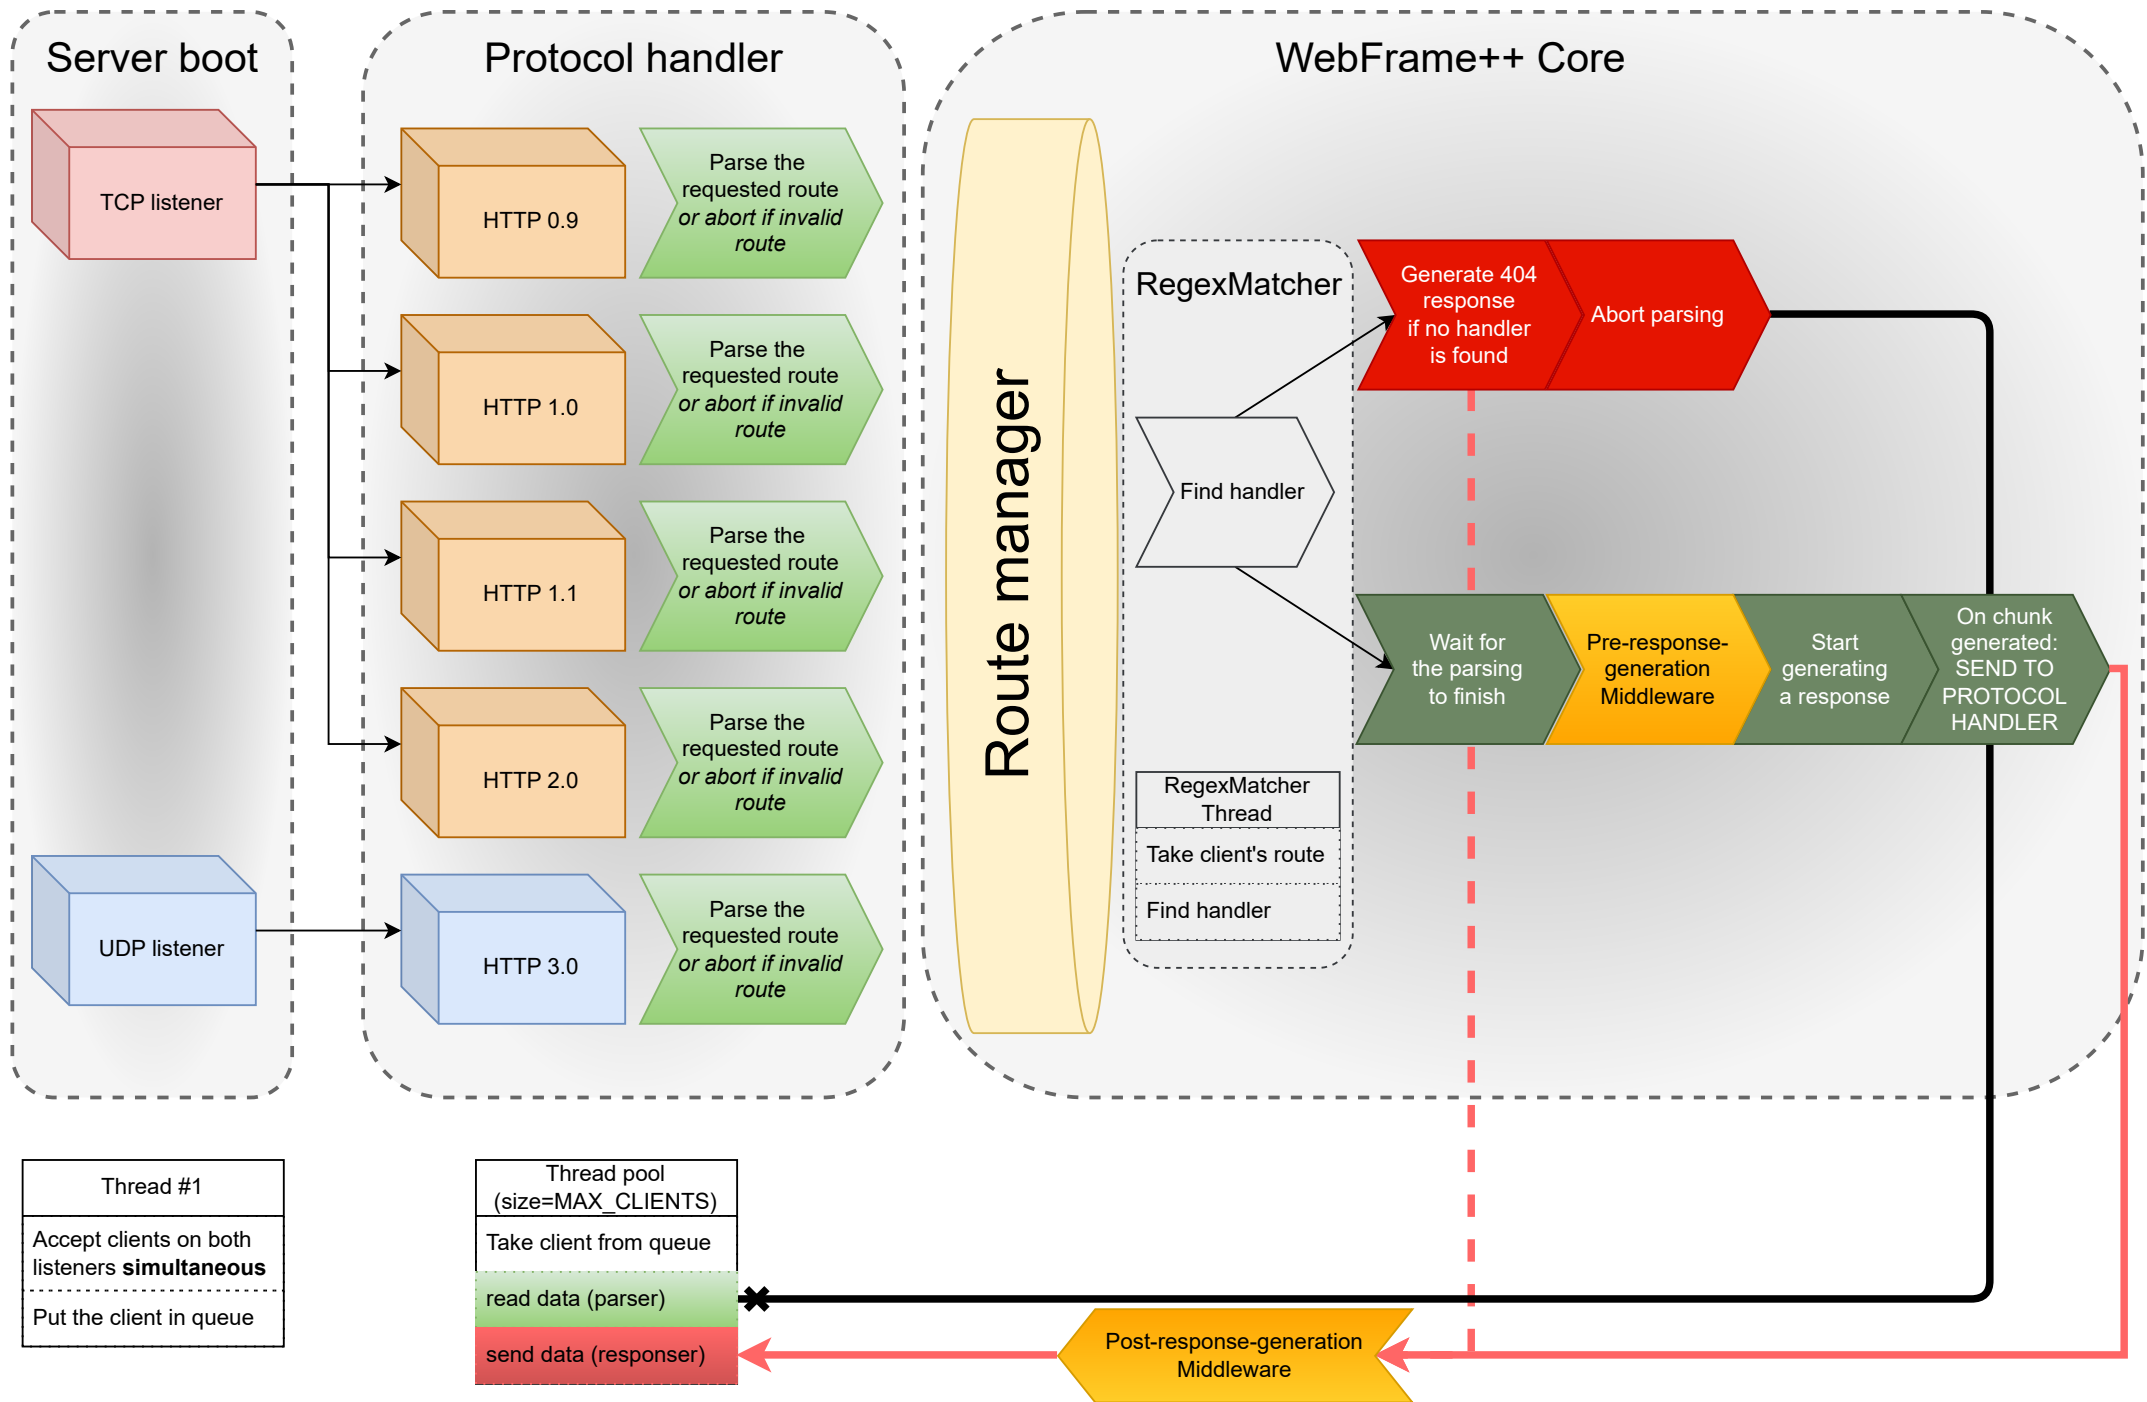 Server boot
TCP listener
UDP listener
Protocol handler
HTTP 0.9
Parse the
requested route
or abort if invalid
route
HTTP 1.0
Parse the
requested route
or abort if invalid
route
HTTP 1.1
Parse the
requested route
or abort if invalid
route
HTTP 2.0
Parse the
requested route
or abort if invalid
route
HTTP 3.0
Parse the
requested route
or abort if invalid
route
WebFrame++ Core
Route manager
RegexMatcher
Find handler
RegexMatcher
Thread
Take client's route
Find handler
Generate 404
response
if no handler
is found
Abort parsing
Wait for
the parsing
to finish
Pre-response-
generation
Middleware
Start
generating
a response
On chunk
generated:
SEND TO
PROTOCOL
HANDLER
Thread #1
Accept clients on both
listeners simultaneous
Put the client in queue
Thread pool
(size=MAX_CLIENTS)
Take client from queue
read data (parser)
send data (responser)
Post-response-generation
Middleware